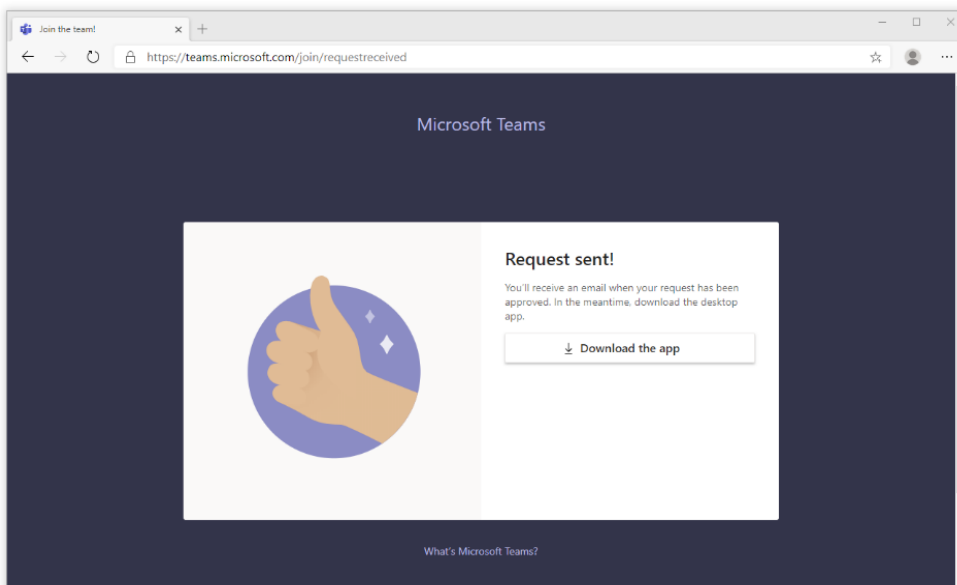 Join the team!
https://teams.microsoft.com/join/requestreceived
Microsoft Teams
Request sent!
You'll receive an email when your request has been
approved. In the meantime, download the desktop
app.
Download the app
What's Microsoft Teams?